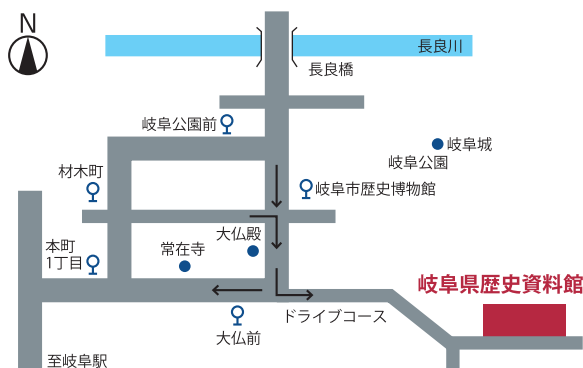 N
長良川
長良橋
岐阜公園前
岐阜城
岐阜公園
材木町
岐阜市歴史博物館
大仏殿
本町
1丁目
常在寺
岐阜県歴史資料館
ドライブコース
大仏前
至岐阜駅